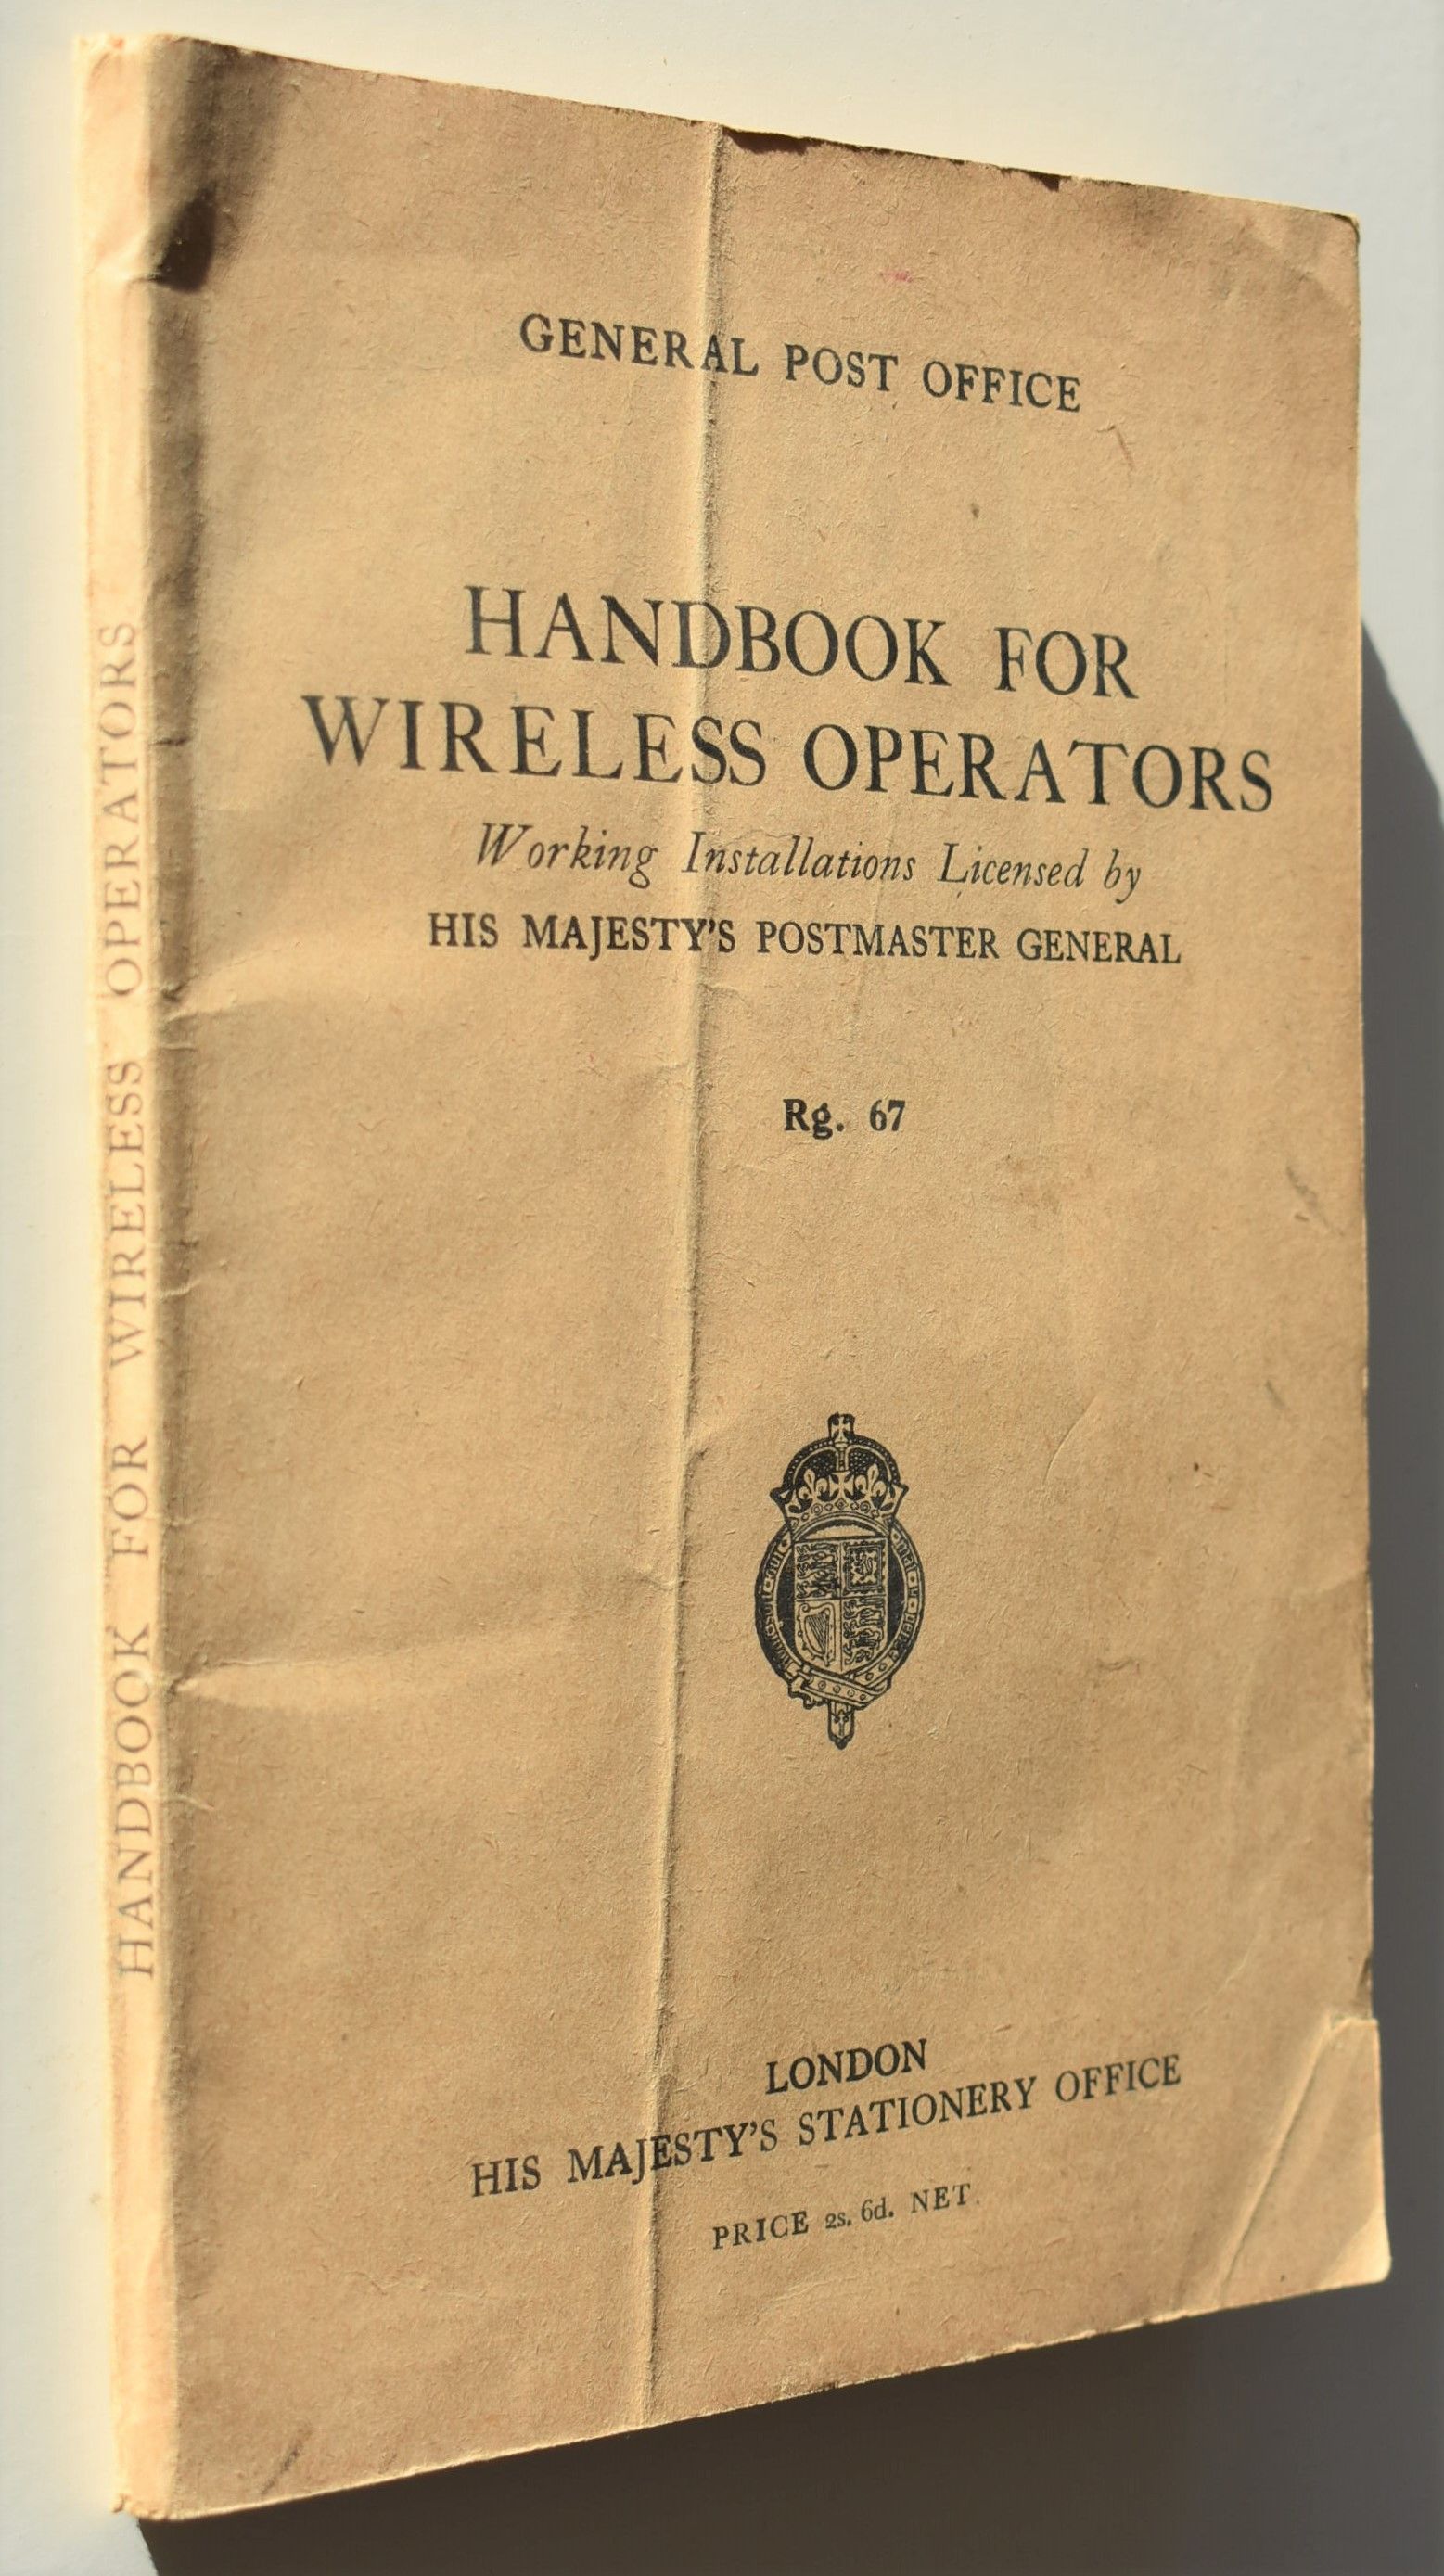 GENERAL POST OFFICE
HANDBOOK FOR
WIRELESS OPERATORS
Working Installations Licensed by
HIS MAJESTY'S POSTMASTER GENERAL
Rg. 67
LONDON
HIS MAJESTY'S STATIONERY OFFICE
PRICE 2s. 6d. NET
HANDBOOK FOR WIRELESS OPERATORS